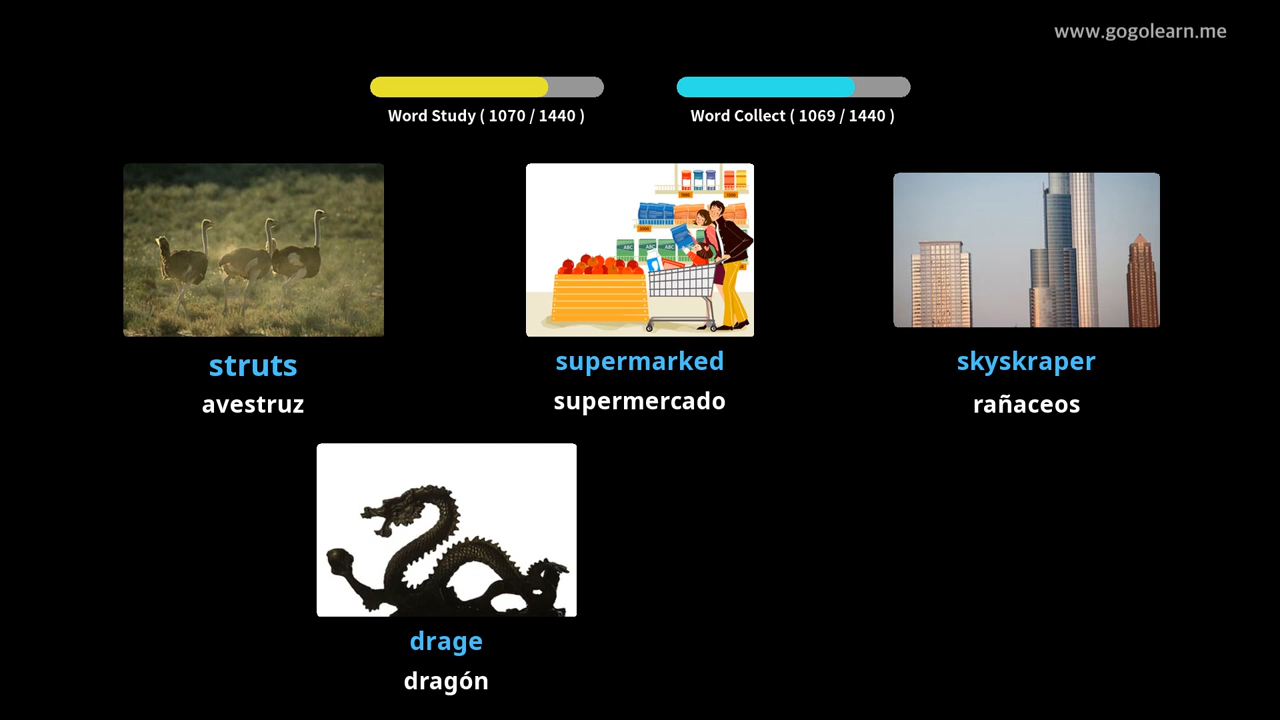 www.gogolearn.me
Word Study ( 1070 / 1440 )
Word Collect ( 1069 / 1440 )
struts
avestruz
supermarked
supermercado
skyskraper
rañaceos
drage
dragón